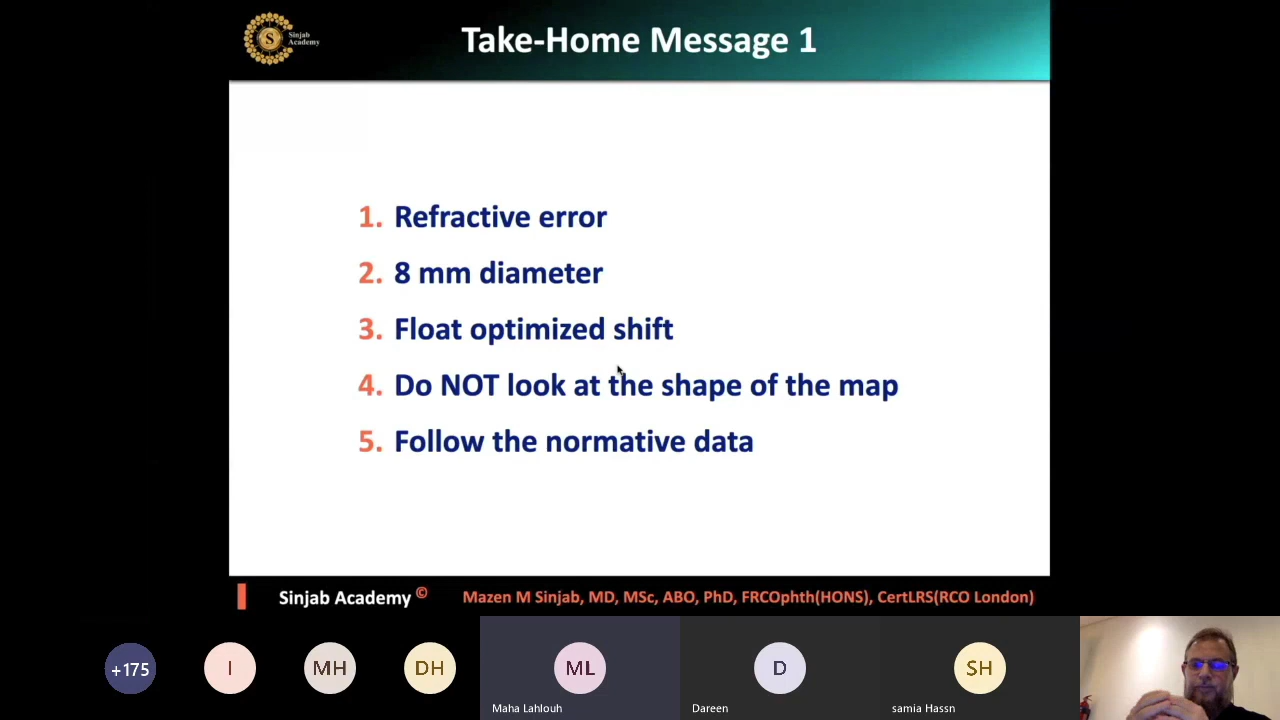 S
Sinjab
Academy
Take-Home Message 1
1. Refractive error
2. 8 mm diameter
3. Float optimized shift
4. Do NOT look at the shape of the map
5. Follow the normative data
Sinjab Academy © Mazen M Sinjab, MD, MSc, ABO, PhD, FRCOphth(HONS), CertLRS(RCO London)
+175 I MH DH ML D SH
Maha Lahlouh Dareen samia Hassn